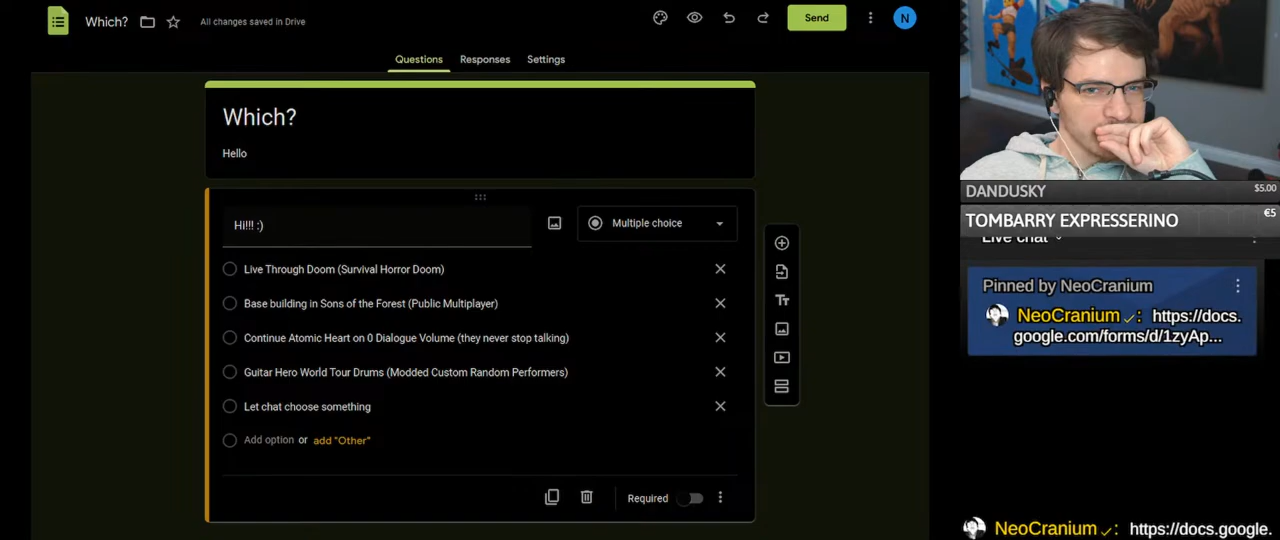 Which?
All changes saved in Drive
Send
N
Questions
Responses
Settings
Which?
Hello
Hi!!! :)
Multiple choice
Live Through Doom (Survival Horror Doom)
Base building in Sons of the Forest (Public Multiplayer)
Continue Atomic Heart on 0 Dialogue Volume (they never stop talking)
Guitar Hero World Tour Drums (Modded Custom Random Performers)
Let chat choose something
Add option or add "Other"
Required
Tt
DANDUSKY $5.00
TOMBARRY EXPRESSERINO €5
Live chat
Pinned by NeoCranium
NeoCranium : https://docs.
google.com/forms/d/1zyAp...
NeoCranium : https://docs.google.